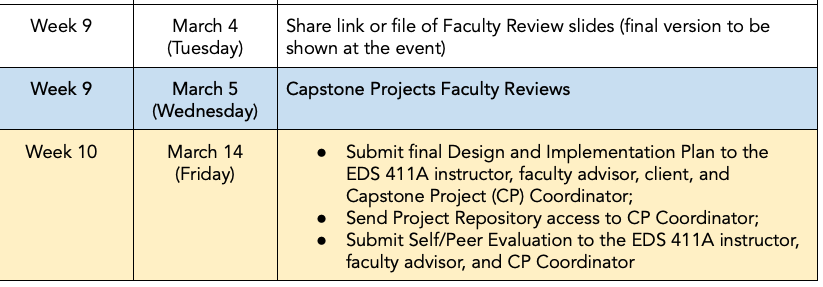 Week 9 March 4 Share link or file of Faculty Review slides (final version to be
(Tuesday) shown at the event)
Week 9 March 5 Capstone Projects Faculty Reviews
(Wednesday)
Week 10 March 14 ● Submit final Design and Implementation Plan to the
(Friday) EDS 411A instructor, faculty advisor, client, and
Capstone Project (CP) Coordinator;
● Send Project Repository access to CP Coordinator;
● Submit Self/Peer Evaluation to the EDS 411A instructor,
faculty advisor, and CP Coordinator